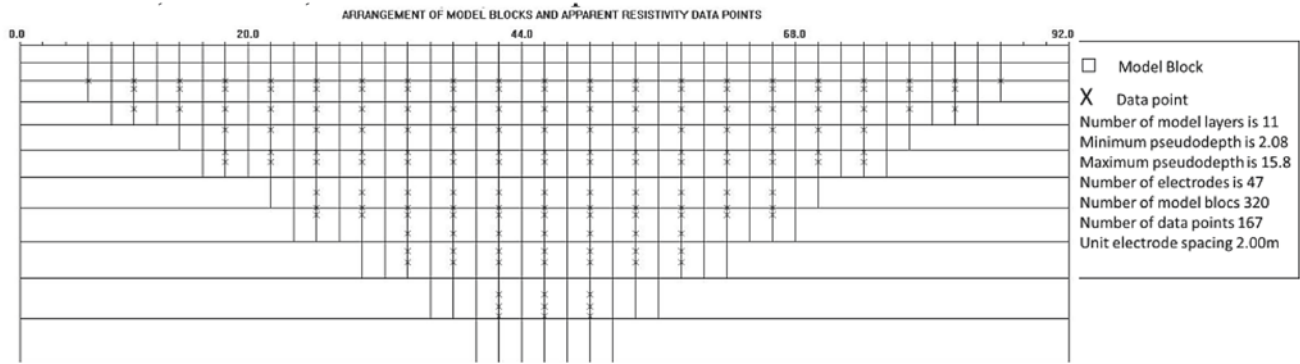 ARRANGEMENT OF MODEL BLOCKS AND APPARENT RESISTIVITY DATA POINTS
0.0 20.0 44.0 68.0 92.0
Model Block
X Data point
Number of model layers is 11
Minimum pseudodepth is 2.08
Maximum pseudodepth is 15.8
Number of electrodes is 47
Number of model blocs 320
Number of data points 167
Unit electrode spacing 2.00m